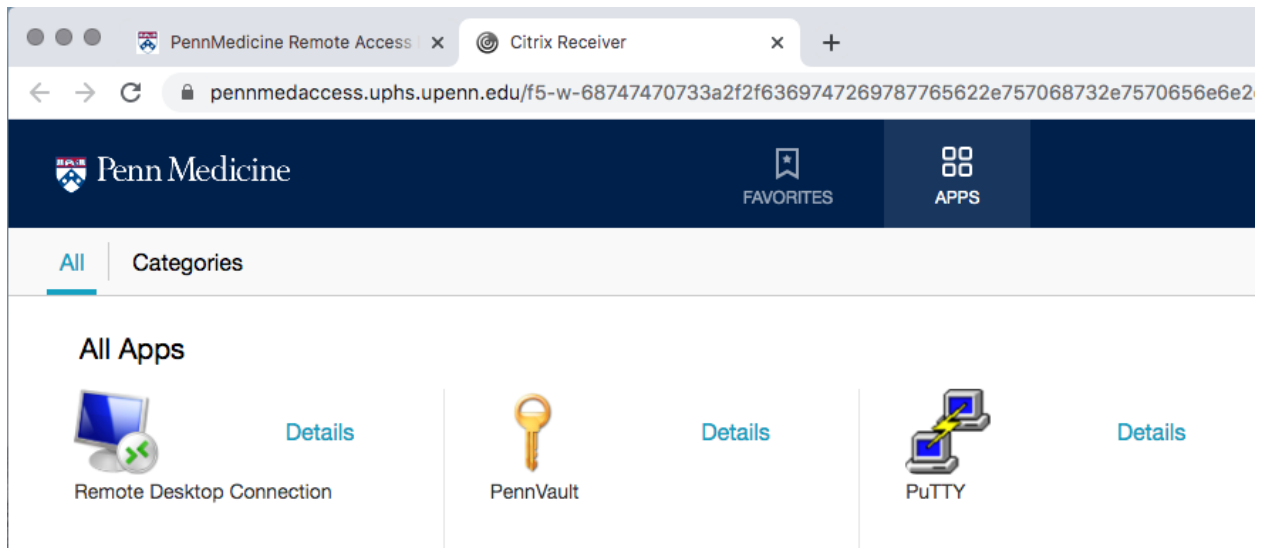 PennMedicine Remote Access
Citrix Receiver
pennmedaccess.uphs.upenn.edu/f5-w-68747470733a2f2f6369747269787765622e757068732e7570656e6e2
Penn Medicine
FAVORITES
APPS
All
Categories
All Apps
Details
Details
Details
Remote Desktop Connection
PennVault
PuTTY